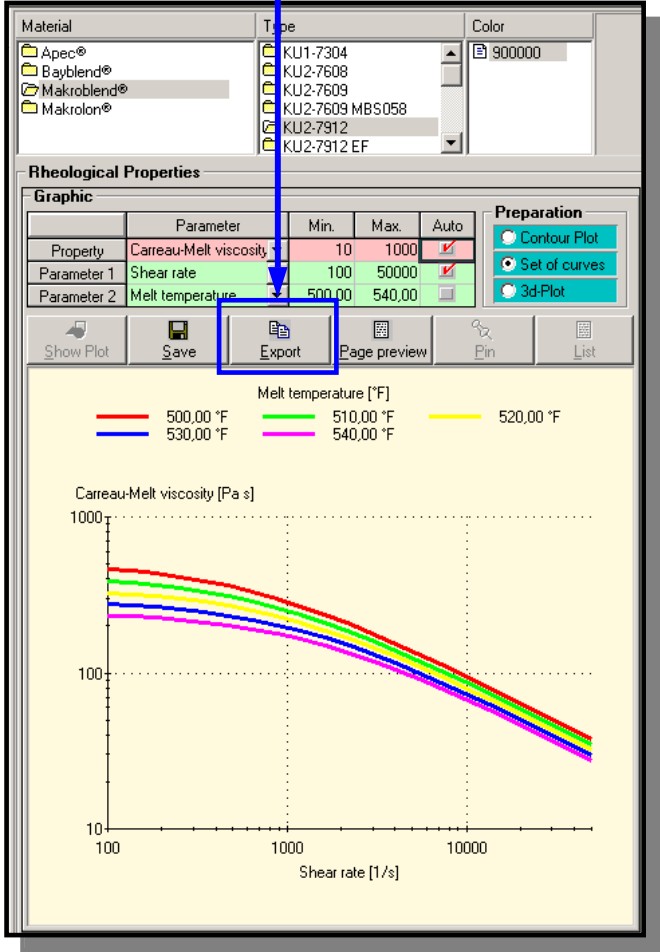 Material Type Color
Apec® KU1-7304 900000
Bayblend® KU2-7608
Makroblend® KU2-7609
Makrolon® KU2-7609 MBS058
KU2-7912
KU2-7912 EF
Rheological Properties
Graphic
Parameter Min. Max. Auto
Property Carreau-Melt viscosity 10 1000
Parameter 1 Shear rate 100 50000
Parameter 2 Melt temperature 500,00 540,00
Preparation
Contour Plot
Set of curves
3d-Plot
Show Plot Save Export Page preview Pin List
Melt temperature [°F]
500,00 °F 510,00 °F 520,00 °F
530,00 °F 540,00 °F
Carreau-Melt viscosity [Pa s]
1000
100
10
100 1000 10000
Shear rate [1/s]